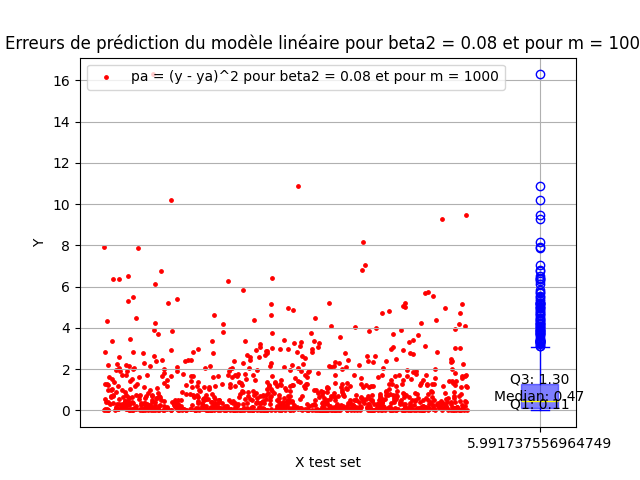 Erreurs de prédiction du modèle linéaire pour beta2 = 0.08 et pour m = 100
pa = (y - ya)^2 pour beta2 = 0.08 et pour m = 1000
16
14
12
10
8
6
4
2
0
Y
Q3: 1.30
Median: 0.47
Q1: 0.11
5.991737556964749
X test set